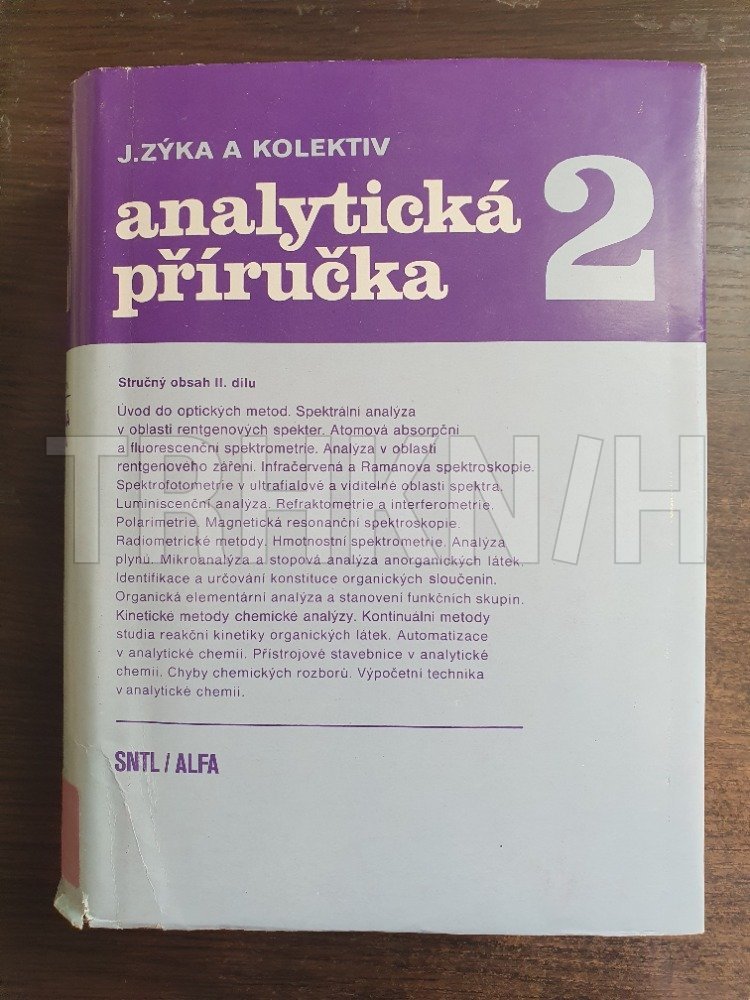 J.ZÝKA A KOLEKTIV
analytická
příručka
2
Stručný obsah II. dílu
Úvod do optických metod. Spektrální analýza
v oblasti rentgenových spekter. Atomová absorpční
a fluorescenční spektrometrie. Analýza v oblasti
rentgenového záření. Infračervená a Ramanova spektroskopie.
Spektrofotometrie v ultrafialové a viditelné oblasti spektra.
Luminiscenční analýza. Refraktometrie a interferometrie.
Polarimetrie. Magnetická resonanční spektroskopie.
Radiometrické metody. Hmotnostní spektrometrie. Analýza
plynů. Mikroanalýza a stopová analýza anorganických látek.
Identifikace a určování konstituce organických sloučenin.
Organická elementární analýza a stanovení funkčních skupin.
Kinetické metody chemické analýzy. Kontinuální metody
studia reakční kinetiky organických látek. Automatizace
v analytické chemii. Přístrojové stavebnice v analytické
chemii. Chyby chemických rozborů. Výpočetní technika
v analytické chemii.
SNTL / ALFA
TRHKNIH